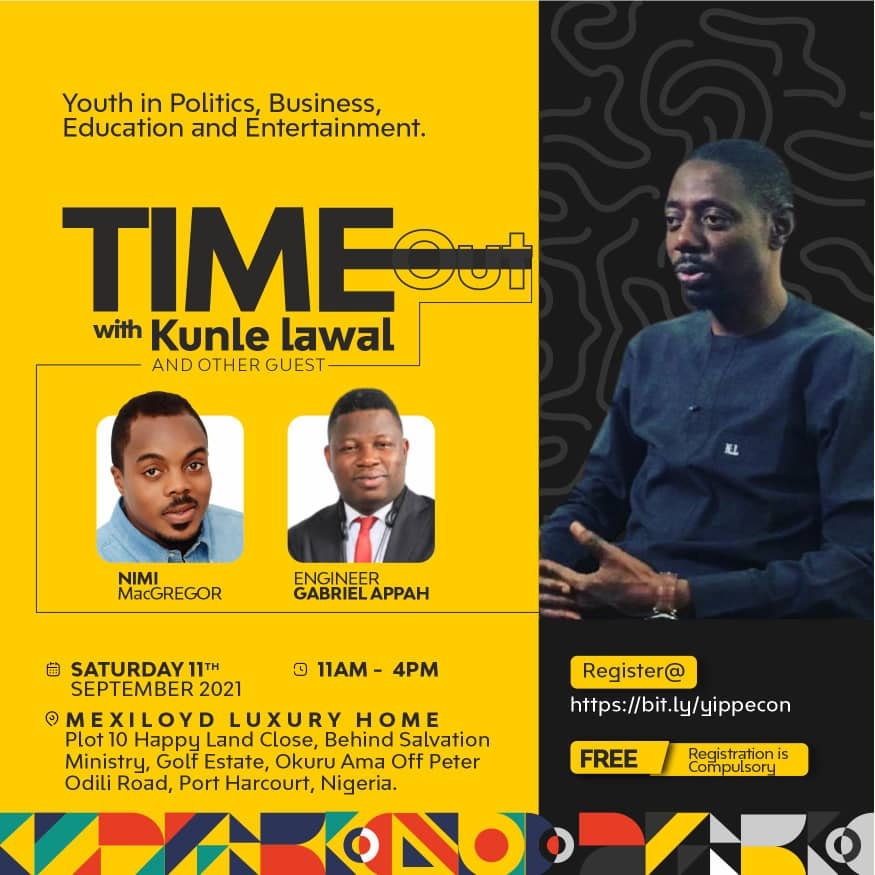 Youth in Politics, Business,
Education and Entertainment.
TIME Out
with Kunle lawal
AND OTHER GUEST
NIMI
MacGREGOR
ENGINEER
GABRIEL APPAH
SATURDAY 11TH
SEPTEMBER 2021
11AM - 4PM
MEXILOYD LUXURY HOME
Plot 10 Happy Land Close, Behind Salvation
Ministry, Golf Estate, Okuru Ama Off Peter
Odili Road, Port Harcourt, Nigeria.
Register@
https://bit.ly/yippecon
FREE
Registration is
Compulsory